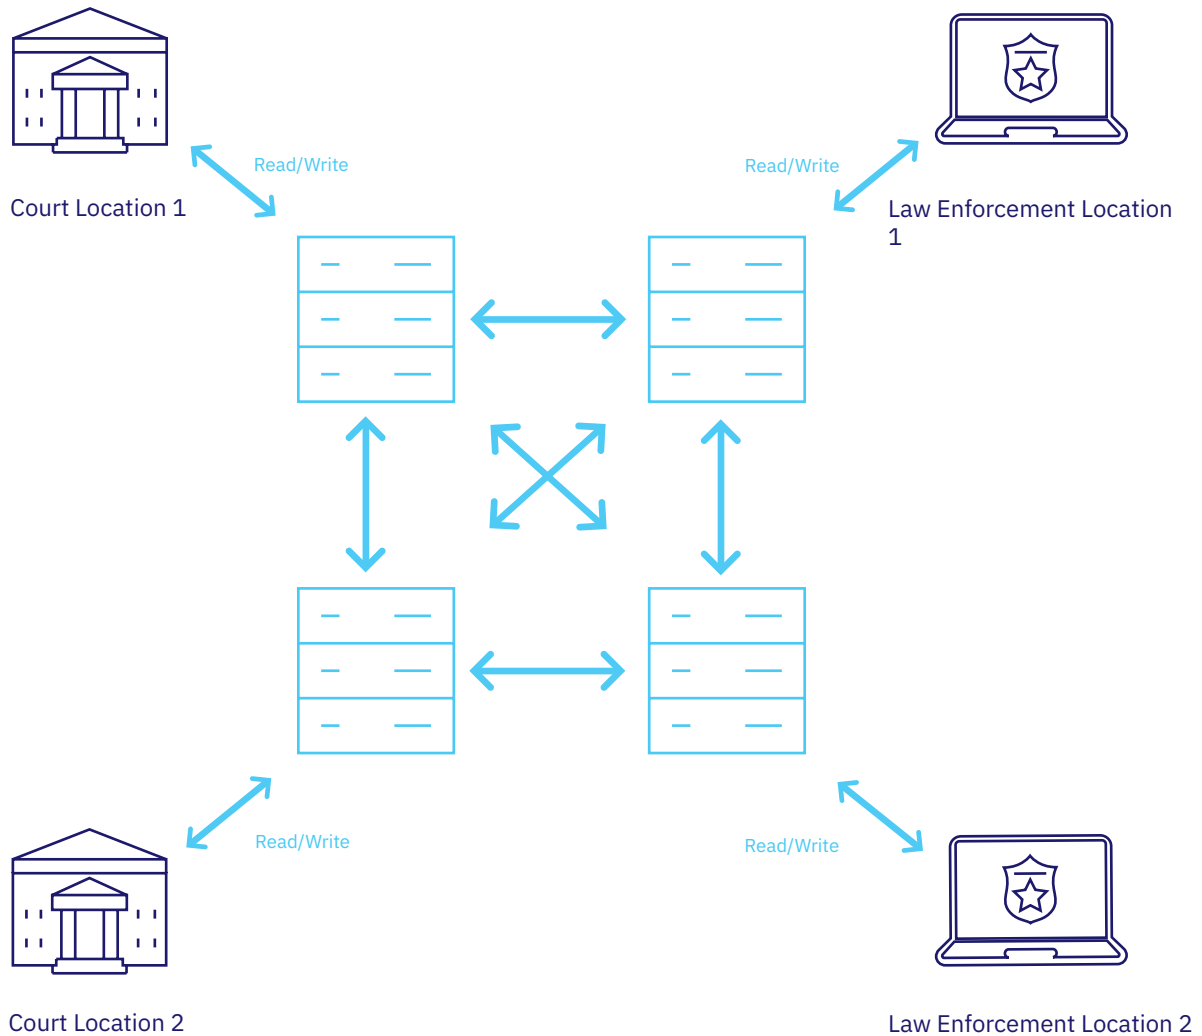 Read/Write
Read/Write
Court Location 1
Law Enforcement Location
1
Read/Write
Read/Write
Court Location 2
Law Enforcement Location 2